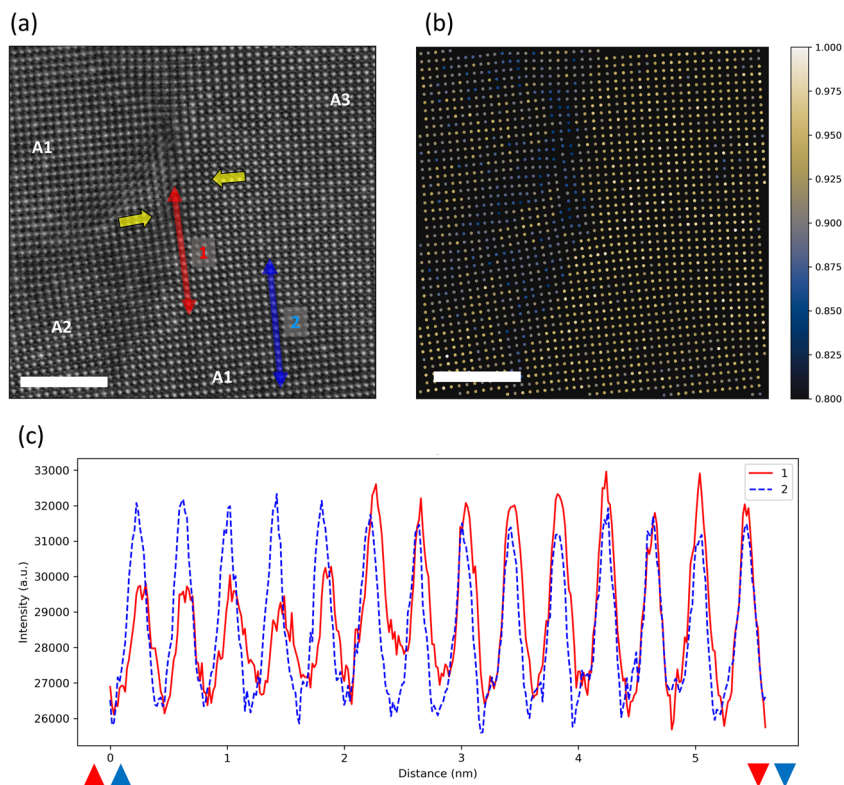 (a)
A1
A3
1
A2
2
A1
(b)
1.000
0.975
0.950
0.925
0.900
0.875
0.850
0.825
0.800
(c)
33000
32000
31000
30000
29000
28000
27000
26000
Intensity (a.u.)
1
2
0 1 2 3 4 5
Distance (nm)